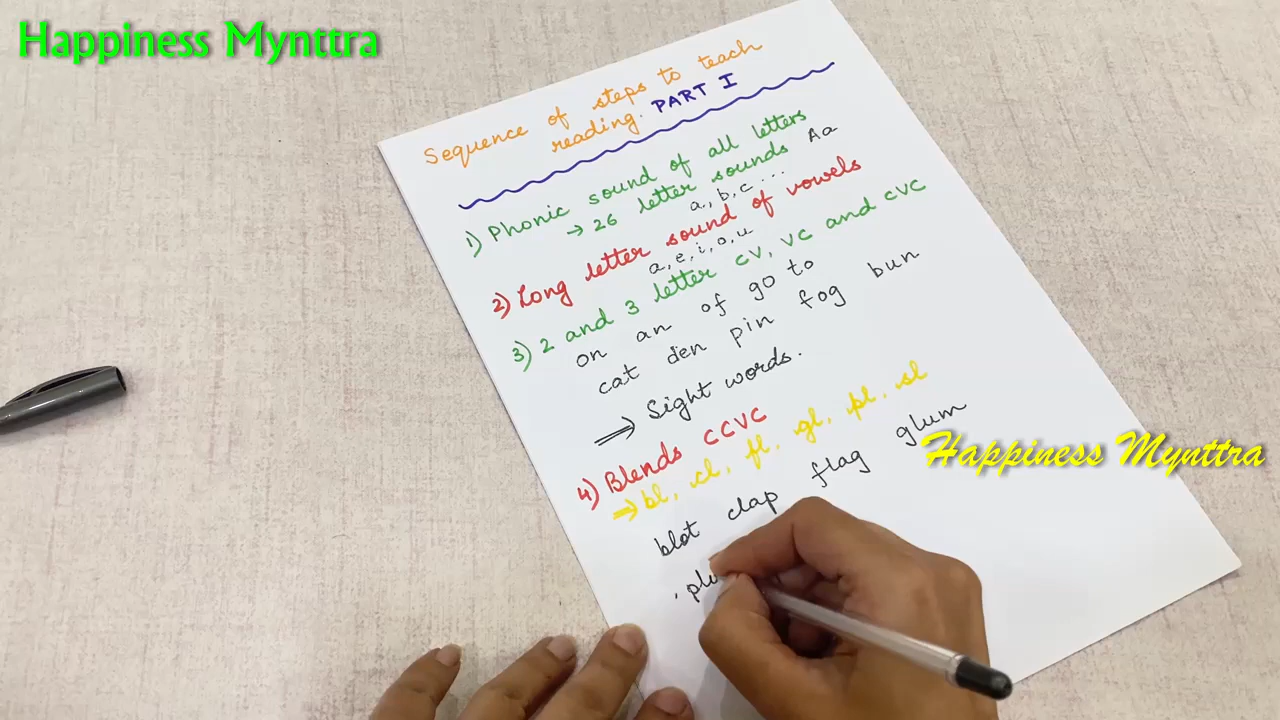 Happiness Mynttra
Sequence of steps to teach
reading. PART I
1) Phonic sound of all letters
→ 26 letter sounds Aa
a, b, c ...
2) Long letter sound of vowels
a, e, i, o, u
3) 2 and 3 letter CV, VC and CVC
on an of go to
cat den pin fog bun
⇒ Sight words.
4) Blends CCVC
⇒ bl, cl, fl, gl, pl, sl
blot clap flag glum
Happiness Mynttra